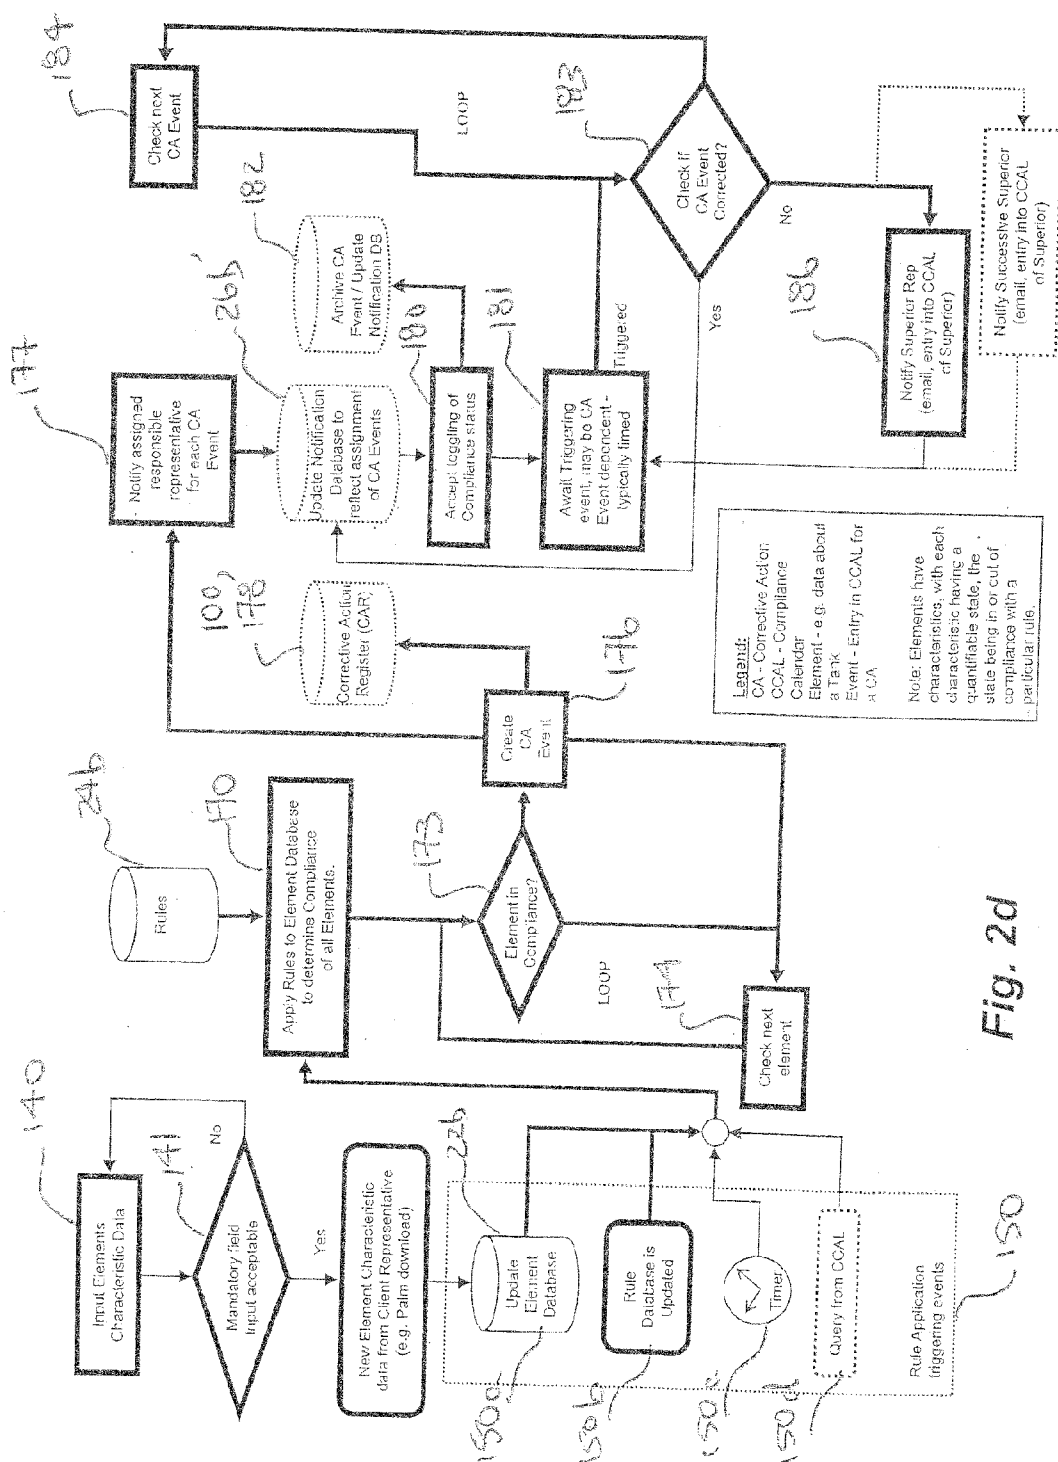 140
Input Elements
Characteristic Data
141
Mandatory field
Input acceptable
No
Yes
New Element Characteristic
data from Client Representative
(e.g. Palm download)
22b
Update
Element
Database
150a
Rule
Database is
Updated
150b
Timer
150c
Query from CCAL
150d
Rule Application
triggering events
150
24b
Rules
170
Apply Rules to Element Database
to determine Compliance
of all Elements.
173
Element in
Compliance?
LOOP
174
Check next
element
176
Create
CA
Event
100,
178
Corrective Action
Register (CAR)
177
Notify assigned
responsible
representative
for each CA
Event
26b'
Update Notification
Database to
reflect assignment
of CA Events
182
Archive CA
Event / Update
Notification DB
180
Accept toggling of
Compliance status
181
Await Triggering
event, may be CA
Event dependent -
typically timed
Triggered
184
Check next
CA Event
LOOP
183
Check if
CA Event
Corrected?
Yes
No
186
Notify Superior Rep
(email, entry into CCAL
of Superior)
Notify Successive Superior
(email, entry into CCAL
of Superior)
Legend:
CA - Corrective Action
CCAL - Compliance
Calendar
Element - e.g. data about
a Tank
Event - Entry in CCAL for
a CA
Note: Elements have
characteristics, with each
characteristic having a
quantifiable state, the
state being in or out of
compliance with a
particular rule.
Fig. 2d